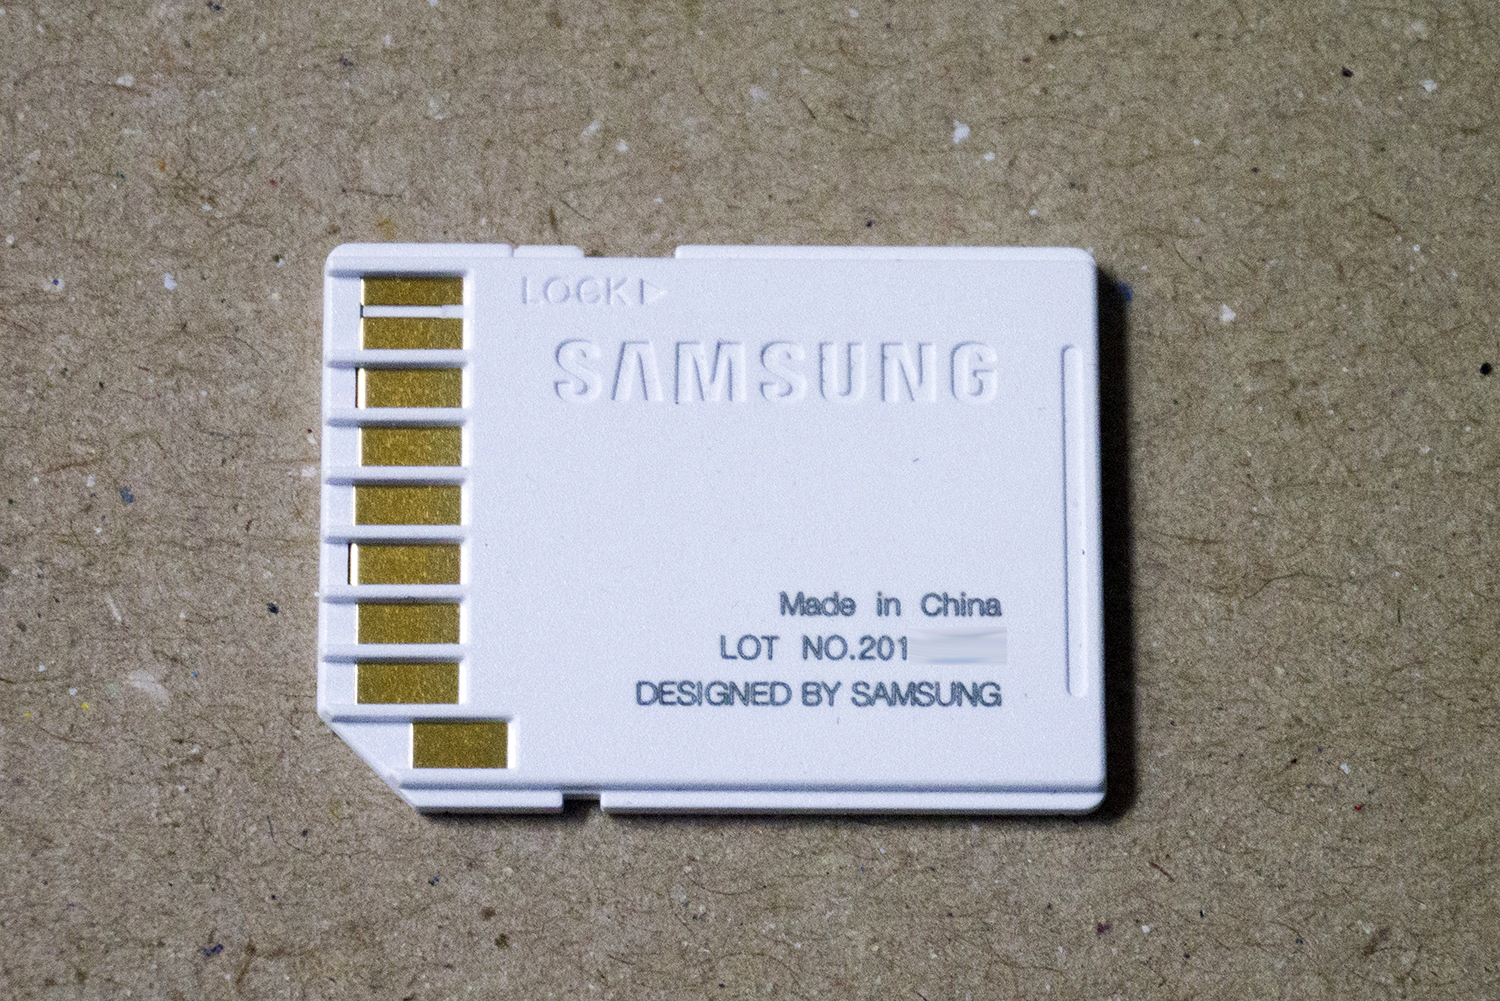 LOCK
SAMSUNG
Made in China
LOT NO.201
DESIGNED BY SAMSUNG